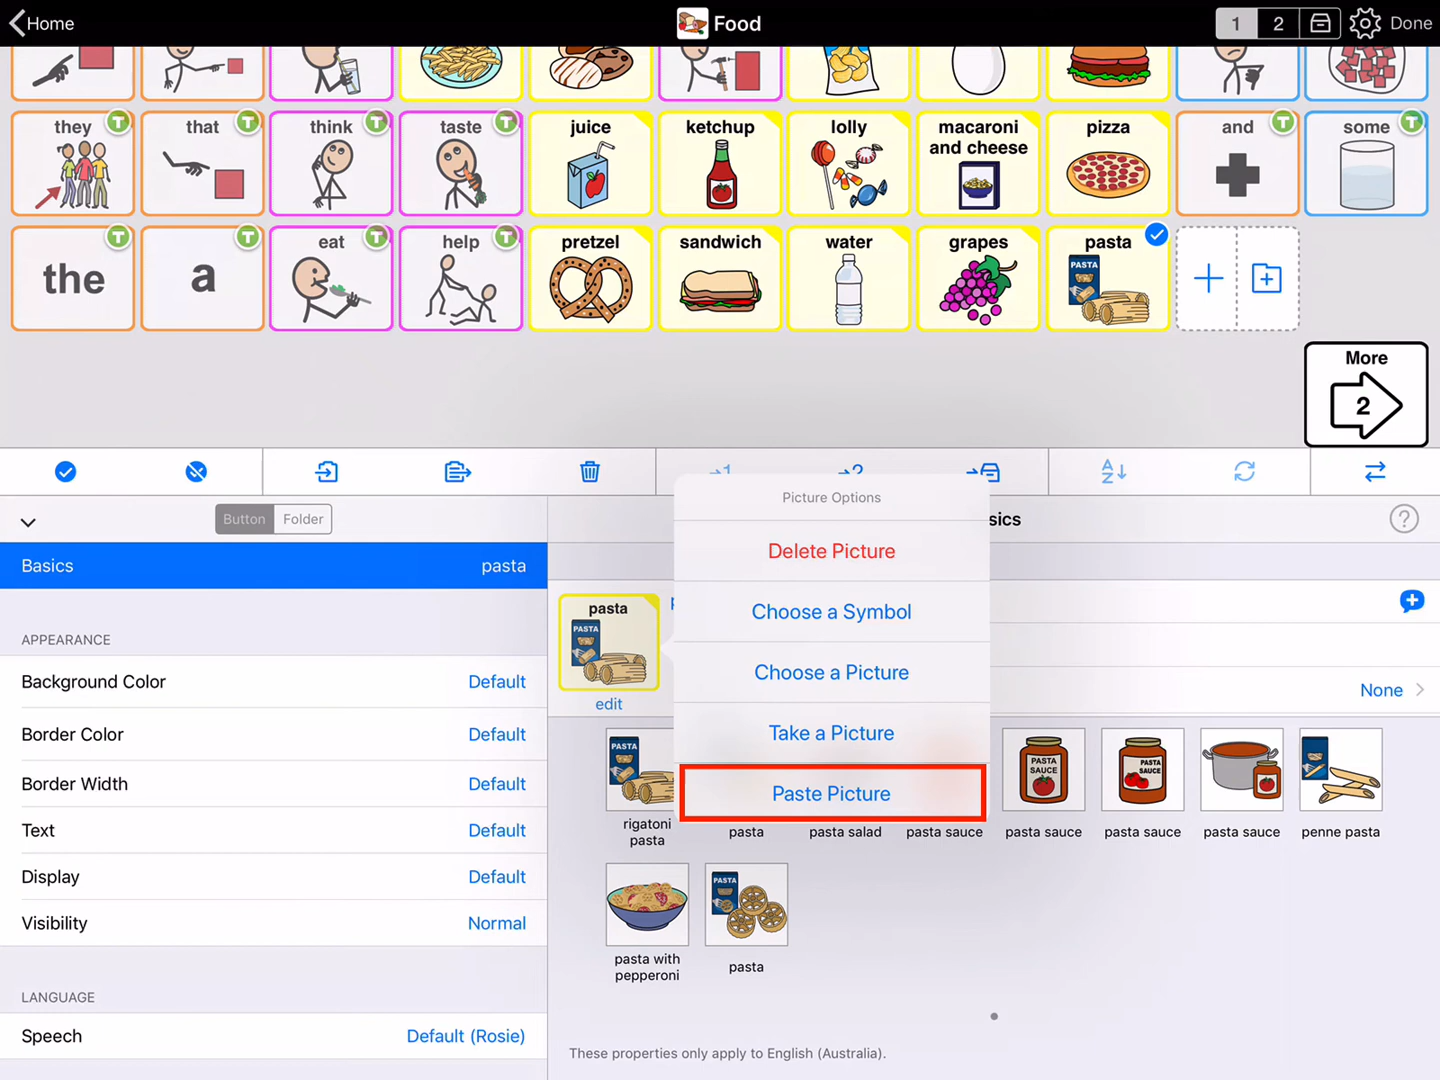 Home
Food
1
2
Done
they
that
think
taste
juice
ketchup
lolly
macaroni
and cheese
pizza
and
some
T
T
T
T
T
T
the
a
eat
help
pretzel
sandwich
water
grapes
pasta
T
T
T
T
PASTA
More
2
Button
Folder
Picture Options
sics
Basics
pasta
Delete Picture
pasta
PASTA
edit
Choose a Symbol
APPEARANCE
Background Color
Default
Choose a Picture
None
Border Color
Default
Take a Picture
Border Width
Default
Paste Picture
Text
Default
Display
Default
Visibility
Normal
PASTA
PASTA
SAUCE
PASTA
SAUCE
rigatoni
pasta
pasta
pasta salad
pasta sauce
pasta sauce
pasta sauce
pasta sauce
penne pasta
PASTA
pasta with
pepperoni
pasta
LANGUAGE
Speech
Default (Rosie)
These properties only apply to English (Australia).